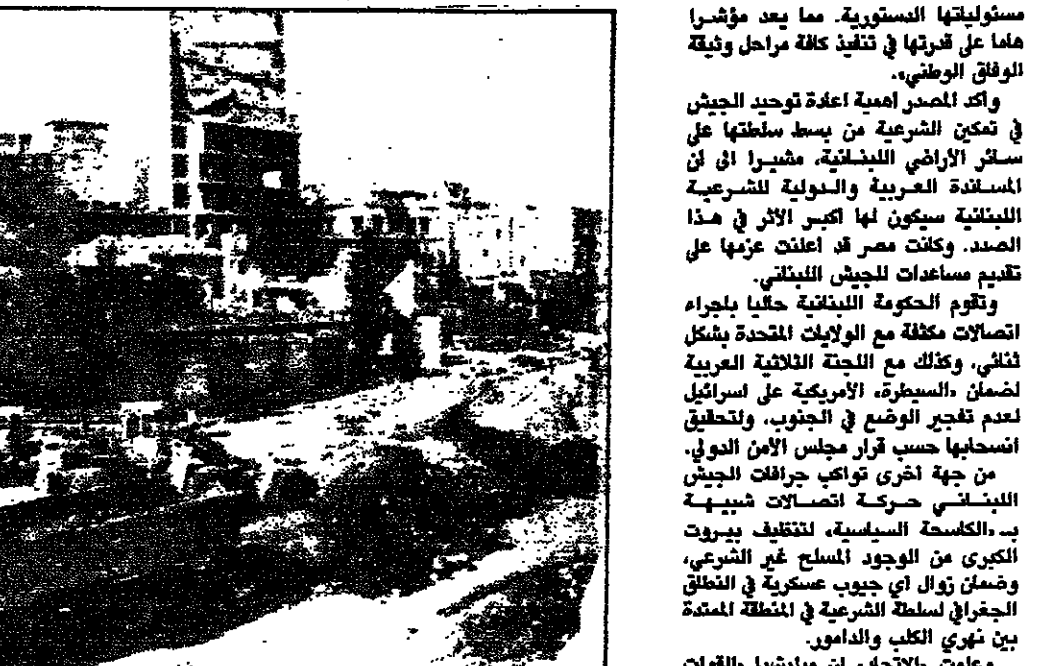 مسئولياتها الدستورية. مما يعد مؤشرا
هاما على قدرتها في تنفيذ كافة مراحل وثيقة
الوفاق الوطني».
واكد المصدر اهمية اعادة توحيد الجيش
في تمكين الشرعية من بسط سلطتها على
سائر الأراضي اللبنانية، مشيرا الى ان
المساندة العربية والدولية للشرعية
اللبنانية سيكون لها اكبر الاثر في هذا
الصدد. وكانت مصر قد اعلنت عزمها على
تقديم مساعدات للجيش اللبناني.
وتقوم الحكومة اللبنانية حاليا باجراء
اتصالات مكثفة مع الولايات المتحدة بشكل
ثنائي، وكذلك مع اللجنة الثلاثية العربية
لضمان «السيطرة» الأمريكية على اسرائيل
لعدم تفجير الوضع في الجنوب، ولتحقيق
انسحابها حسب قرار مجلس الأمن الدولي.
من جهة اخرى تواكب جرافات الجيش
اللبناني حركة اتصالات شبيهة
بـ «الكاسحة السياسية» لتنظيف بيروت
الكبرى من الوجود المسلح غير الشرعي،
وضمان زوال اي جيوب عسكرية في النطاق
الجغرافي لسلطة الشرعية في المنطقة الممتدة
بين نهري الكلب والدامور.